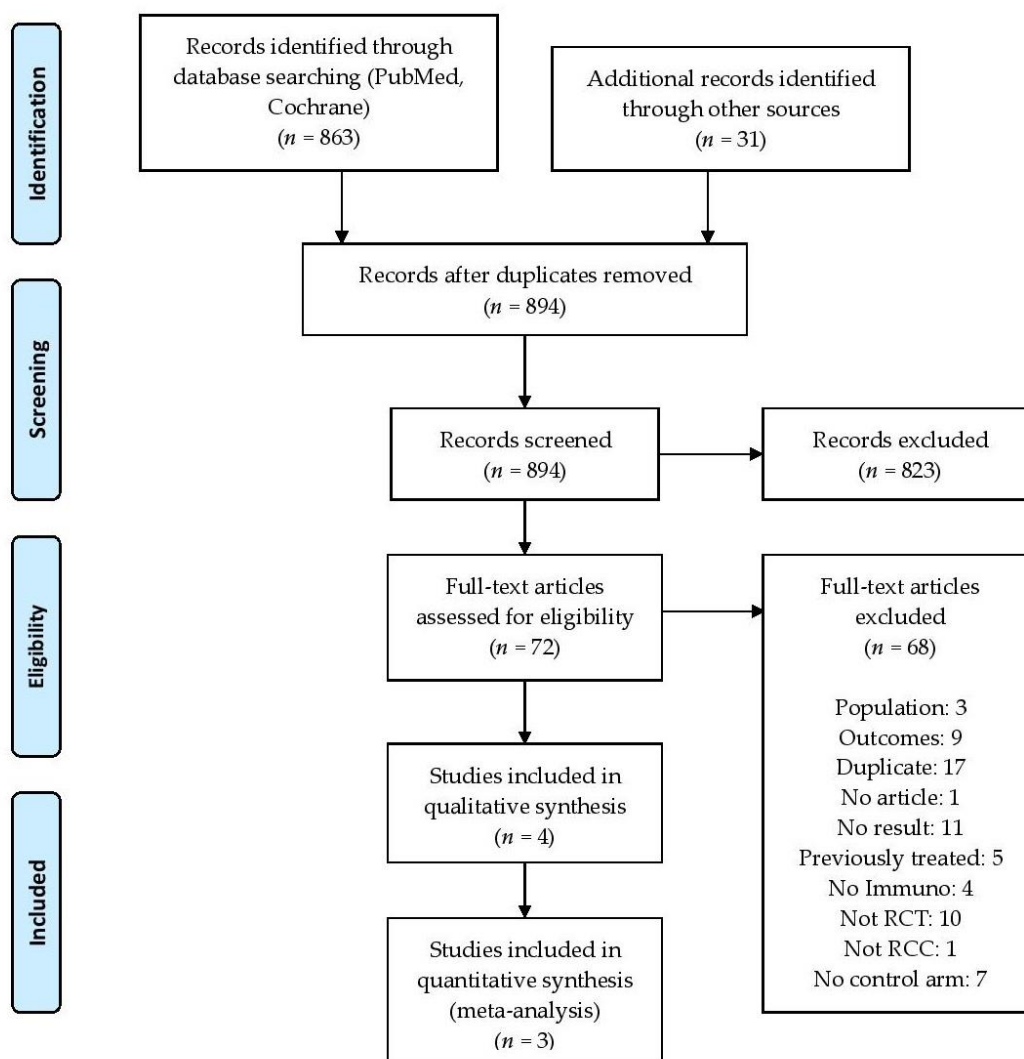 Identification
Records identified through
database searching (PubMed,
Cochrane)
(n = 863)
Additional records identified
through other sources
(n = 31)
Records after duplicates removed
(n = 894)
Screening
Records screened
(n = 894)
Records excluded
(n = 823)
Eligibility
Full-text articles
assessed for eligibility
(n = 72)
Full-text articles
excluded
(n = 68)
Population: 3
Outcomes: 9
Duplicate: 17
No article: 1
No result: 11
Previously treated: 5
No Immuno: 4
Not RCT: 10
Not RCC: 1
No control arm: 7
Included
Studies included in
qualitative synthesis
(n = 4)
Studies included in
quantitative synthesis
(meta-analysis)
(n = 3)